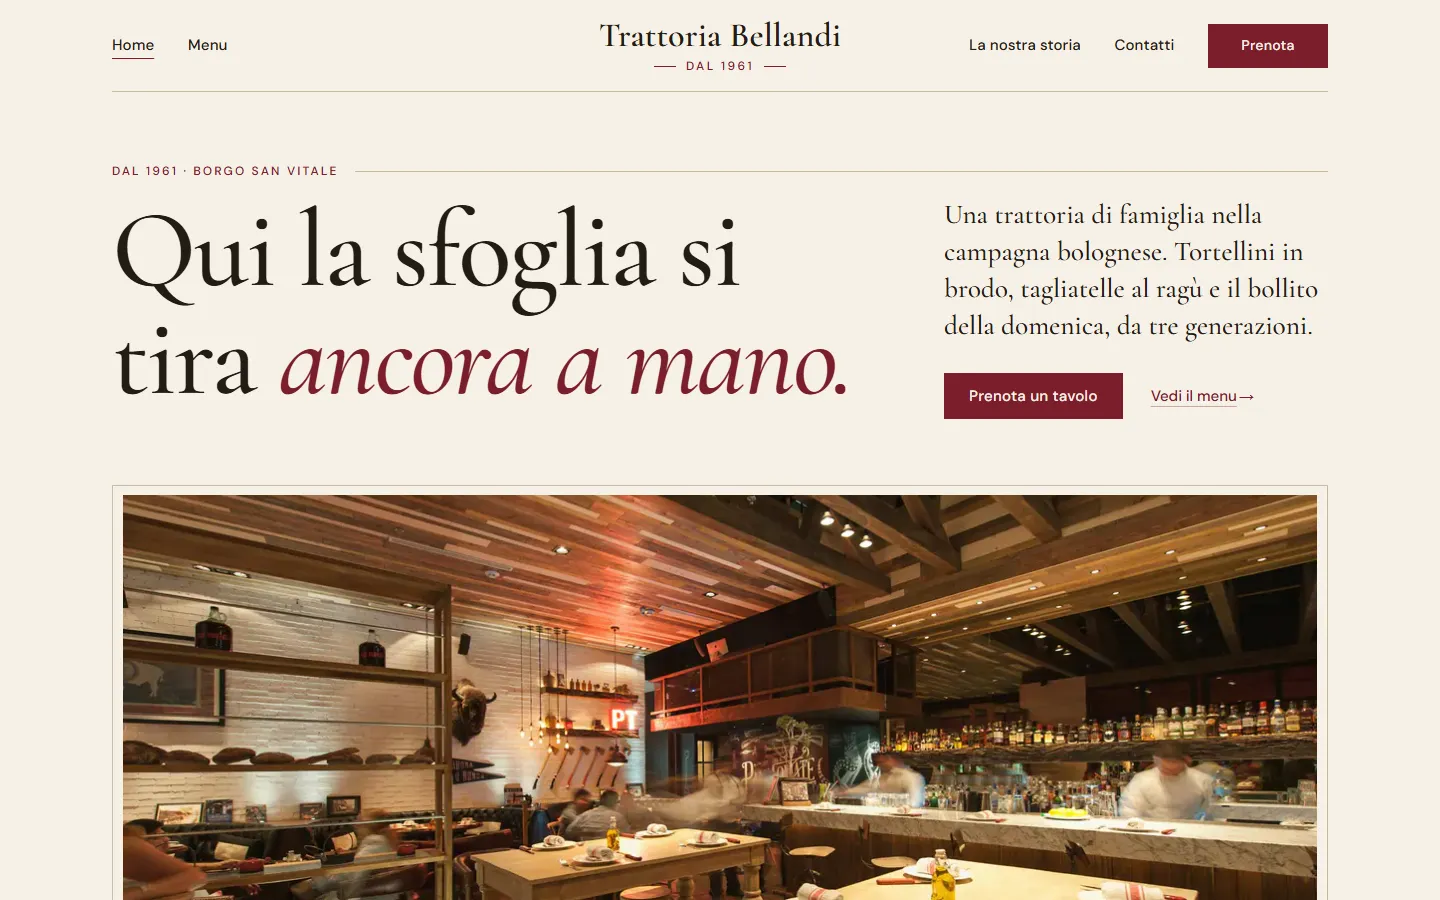 Home
Menu
Trattoria Bellandi
DAL 1961
La nostra storia
Contatti
Prenota
DAL 1961 · BORGO SAN VITALE
Qui la sfoglia si
tira ancora a mano.
Una trattoria di famiglia nella
campagna bolognese. Tortellini in
brodo, tagliatelle al ragù e il bollito
della domenica, da tre generazioni.
Prenota un tavolo
Vedi il menu→
PT